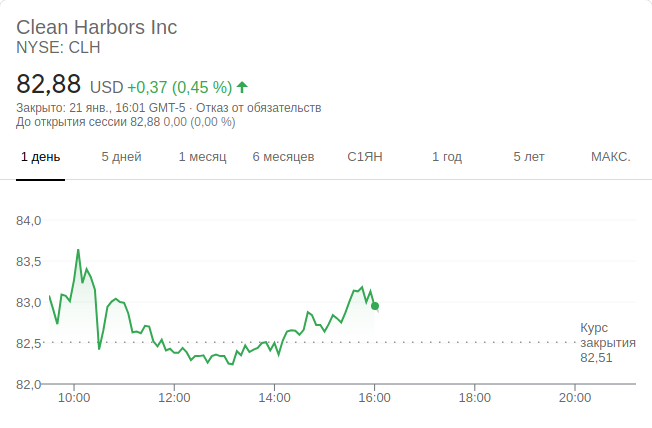 Clean Harbors Inc
NYSE: CLH
82,88 USD +0,37 (0,45 %)
Закрыто: 21 янв., 16:01 GMT-5 · Отказ от обязательств
До открытия сессии 82,88 0,00 (0,00 %)
1 день 5 дней 1 месяц 6 месяцев С1ЯН 1 год 5 лет МАКС.
84,0
83,5
83,0
82,5
82,0
Курс
закрытия
82,51
10:00 12:00 14:00 16:00 18:00 20:00